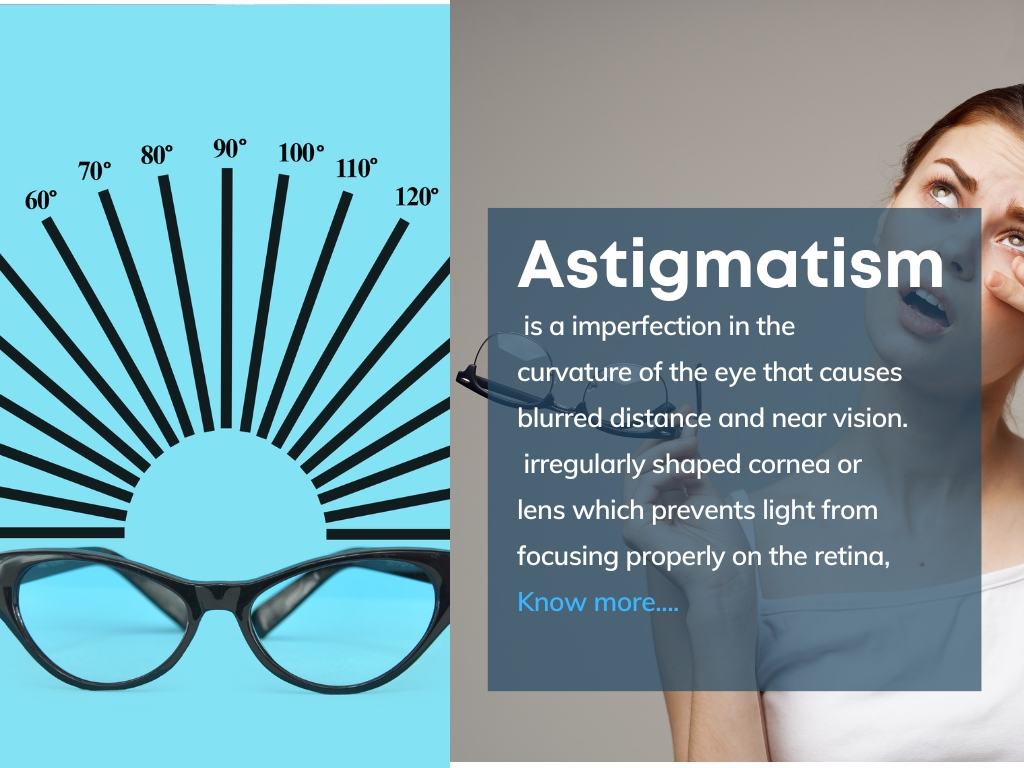 60°
70°
80°
90°
100°
110°
120°
Astigmatism
is a imperfection in the
curvature of the eye that causes
blurred distance and near vision.
irregularly shaped cornea or
lens which prevents light from
focusing properly on the retina,
Know more....